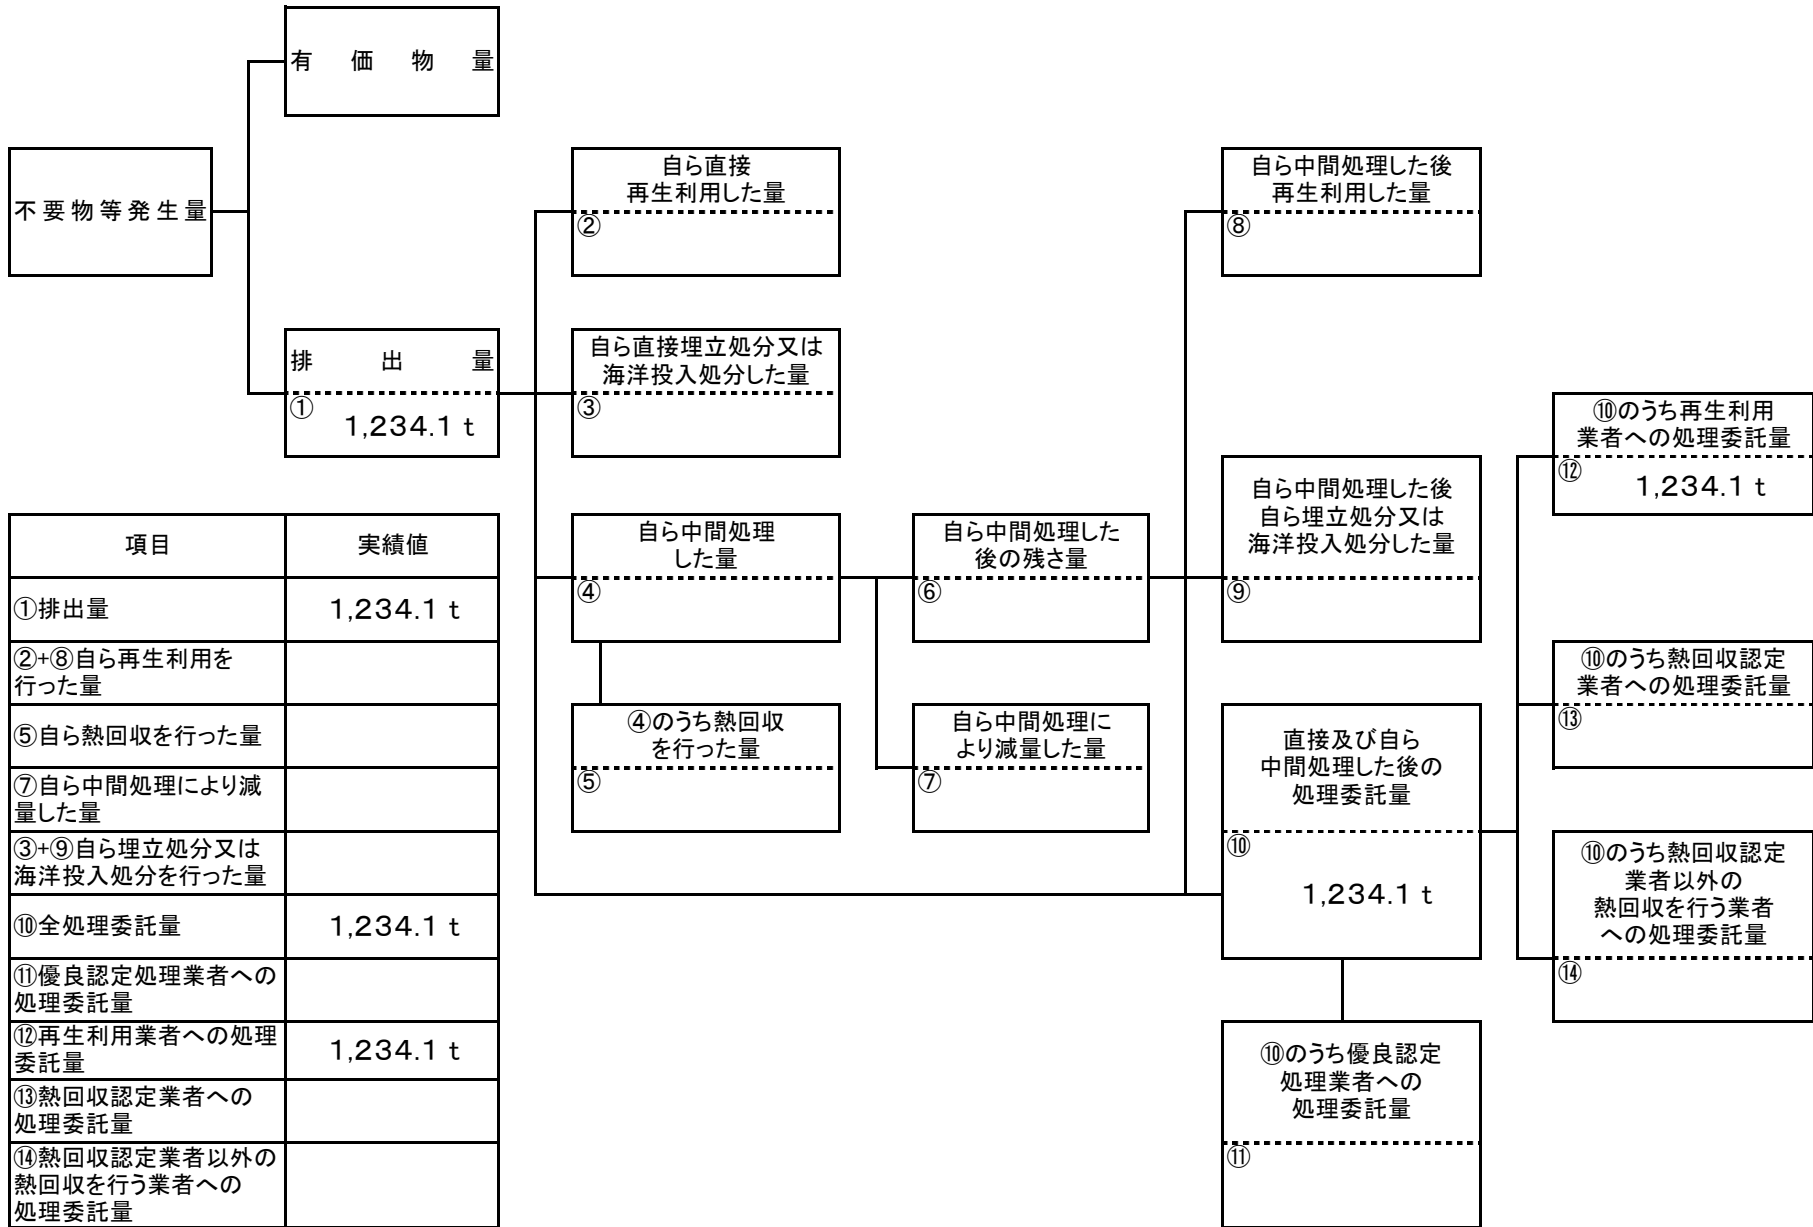 有価物量
不要物等発生量
排出量
①
1,234.1 t
自ら直接
再生利用した量
②
自ら直接埋立処分又は
海洋投入処分した量
③
自ら中間処理
した量
④
④のうち熱回収
を行った量
⑤
自ら中間処理した
後の残さ量
⑥
自ら中間処理に
より減量した量
⑦
自ら中間処理した後
再生利用した量
⑧
自ら中間処理した後
自ら埋立処分又は
海洋投入処分した量
⑨
直接及び自ら
中間処理した後の
処理委託量
⑩
1,234.1 t
⑩のうち優良認定
処理業者への
処理委託量
⑪
⑩のうち再生利用
業者への処理委託量
⑫
1,234.1 t
⑩のうち熱回収認定
業者への処理委託量
⑬
⑩のうち熱回収認定
業者以外の
熱回収を行う業者
への処理委託量
⑭
項目 実績値
①排出量 1,234.1 t
②+⑧自ら再生利用を
行った量
⑤自ら熱回収を行った量
⑦自ら中間処理により減
量した量
③+⑨自ら埋立処分又は
海洋投入処分を行った量
⑩全処理委託量 1,234.1 t
⑪優良認定処理業者への
処理委託量
⑫再生利用業者への処理
委託量 1,234.1 t
⑬熱回収認定業者への
処理委託量
⑭熱回収認定業者以外の
熱回収を行う業者への
処理委託量